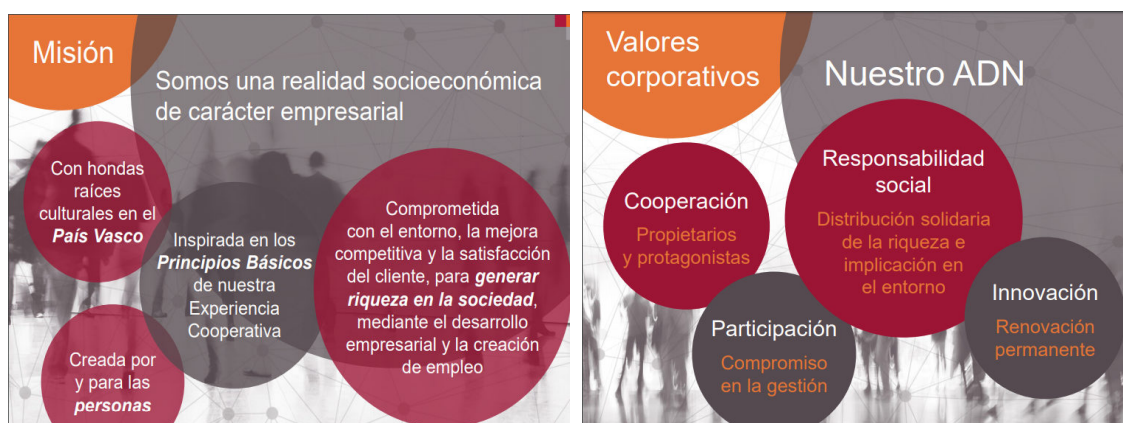 Misión
Somos una realidad socioeconómica
de carácter empresarial
Con hondas
raíces
culturales en el
País Vasco
Inspirada en los
Principios Básicos
de nuestra
Experiencia
Cooperativa
Comprometida
con el entorno, la mejora
competitiva y la satisfacción
del cliente, para generar
riqueza en la sociedad,
mediante el desarrollo
empresarial y la creación
de empleo
Creada por
y para las
personas
Valores
corporativos
Nuestro ADN
Cooperación
Propietarios
y protagonistas
Responsabilidad
social
Distribución solidaria
de la riqueza e
implicación en
el entorno
Participación
Compromiso
en la gestión
Innovación
Renovación
permanente